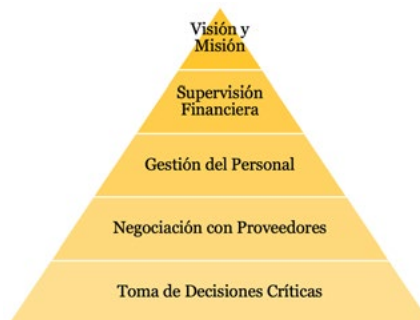 Visión y
Misión
Supervisión
Financiera
Gestión del Personal
Negociación con Proveedores
Toma de Decisiones Críticas